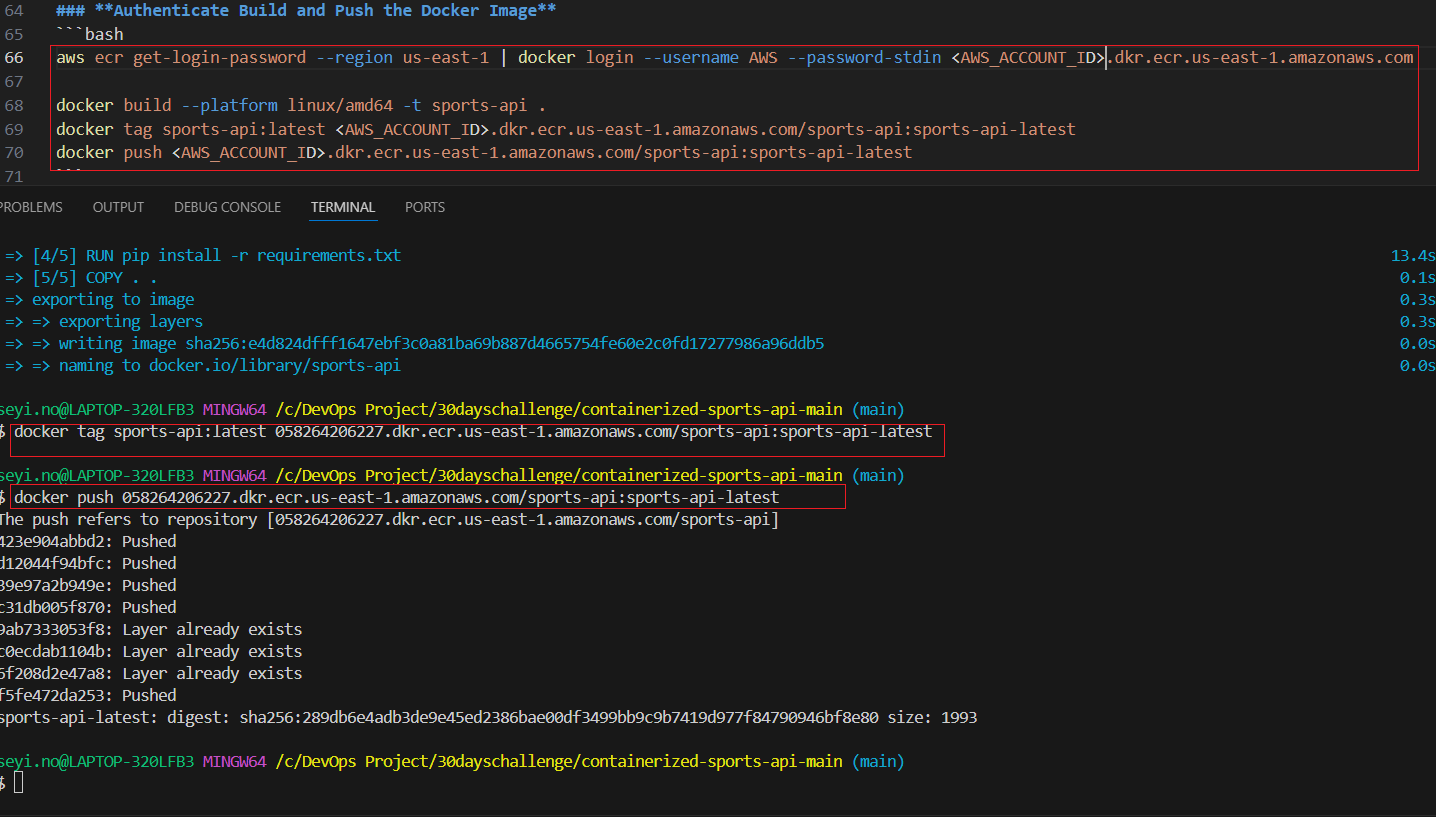 64 ### **Authenticate Build and Push the Docker Image**
65 ```bash
66 aws ecr get-login-password --region us-east-1 | docker login --username AWS --password-stdin <AWS_ACCOUNT_ID>.dkr.ecr.us-east-1.amazonaws.com
67
68 docker build --platform linux/amd64 -t sports-api .
69 docker tag sports-api:latest <AWS_ACCOUNT_ID>.dkr.ecr.us-east-1.amazonaws.com/sports-api:sports-api-latest
70 docker push <AWS_ACCOUNT_ID>.dkr.ecr.us-east-1.amazonaws.com/sports-api:sports-api-latest
71 ```
PROBLEMS OUTPUT DEBUG CONSOLE TERMINAL PORTS
=> [4/5] RUN pip install -r requirements.txt 13.4s
=> [5/5] COPY . . 0.1s
=> exporting to image 0.3s
=> => exporting layers 0.3s
=> => writing image sha256:e4d824dfff1647ebf3c0a81ba69b887d4665754fe60e2c0fd17277986a96ddb5 0.0s
=> => naming to docker.io/library/sports-api 0.0s
seyi.no@LAPTOP-320LFB3 MINGW64 /c/DevOps Project/30dayschallenge/containerized-sports-api-main (main)
$ docker tag sports-api:latest 058264206227.dkr.ecr.us-east-1.amazonaws.com/sports-api:sports-api-latest
seyi.no@LAPTOP-320LFB3 MINGW64 /c/DevOps Project/30dayschallenge/containerized-sports-api-main (main)
$ docker push 058264206227.dkr.ecr.us-east-1.amazonaws.com/sports-api:sports-api-latest
The push refers to repository [058264206227.dkr.ecr.us-east-1.amazonaws.com/sports-api]
423e904abbd2: Pushed
d12044f94bfc: Pushed
39e97a2b949e: Pushed
c31db005f870: Pushed
9ab7333053f8: Layer already exists
c0ecdab1104b: Layer already exists
6f208d2e47a8: Layer already exists
f5fe472da253: Pushed
sports-api-latest: digest: sha256:289db6e4adb3de9e45ed2386bae00df3499bb9c9b7419d977f84790946bf8e80 size: 1993
seyi.no@LAPTOP-320LFB3 MINGW64 /c/DevOps Project/30dayschallenge/containerized-sports-api-main (main)
$